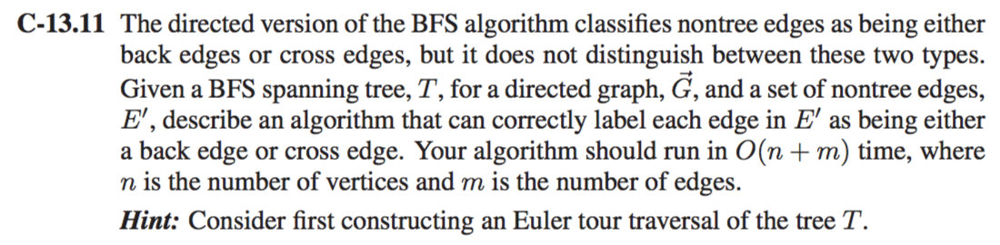 C-13.11 The directed version of the BFS algorithm classifies nontree edges as being either
back edges or cross edges, but it does not distinguish between these two types.
Given a BFS spanning tree, T, for a directed graph, G⃗, and a set of nontree edges,
E′, describe an algorithm that can correctly label each edge in E′ as being either
a back edge or cross edge. Your algorithm should run in O(n + m) time, where
n is the number of vertices and m is the number of edges.
Hint: Consider first constructing an Euler tour traversal of the tree T.